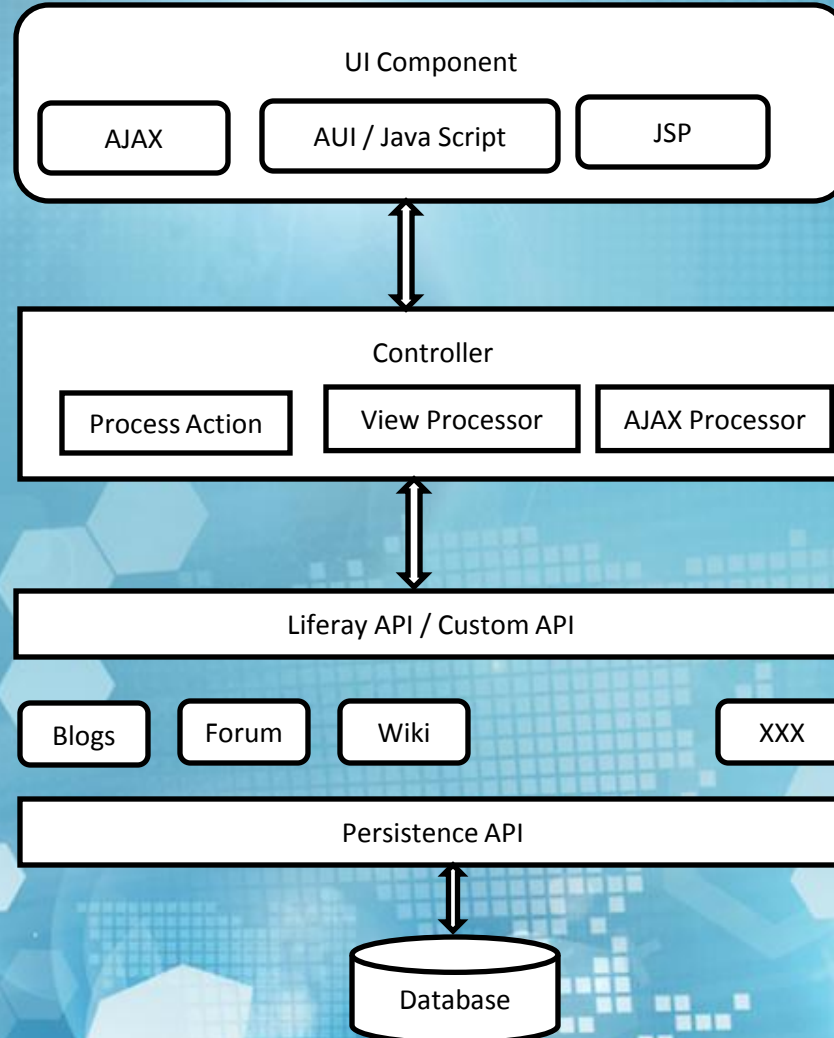 UI Component
AJAX
AUI / Java Script
JSP
Controller
Process Action
View Processor
AJAX Processor
Liferay API / Custom API
Blogs
Forum
Wiki
XXX
Persistence API
Database